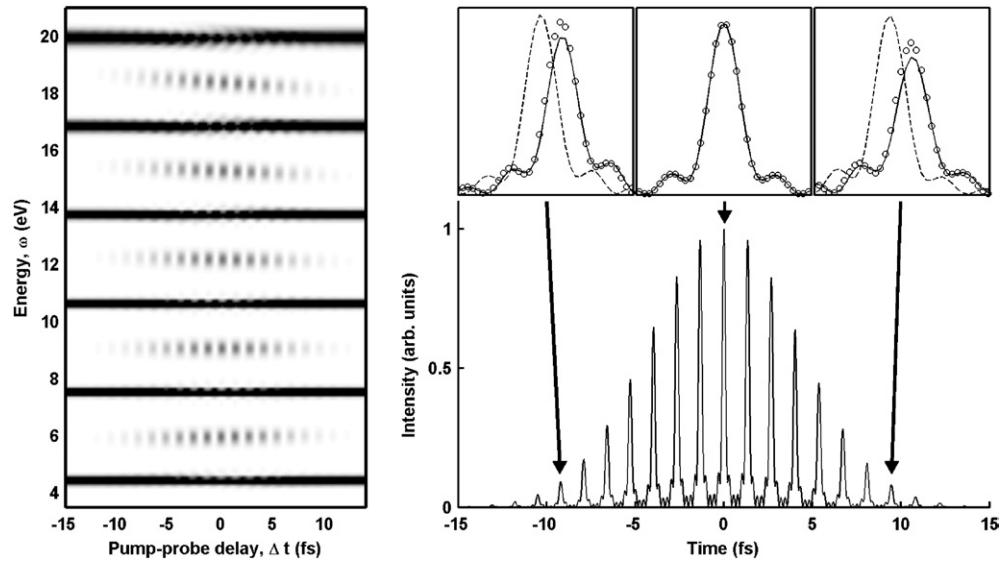 20
18
16
14
12
10
8
6
4
Energy, ω (eV)
-15 -10 -5 0 5 10
Pump-probe delay, Δ t (fs)
1
0.5
0
Intensity (arb. units)
-15 -10 -5 0 5 10 15
Time (fs)